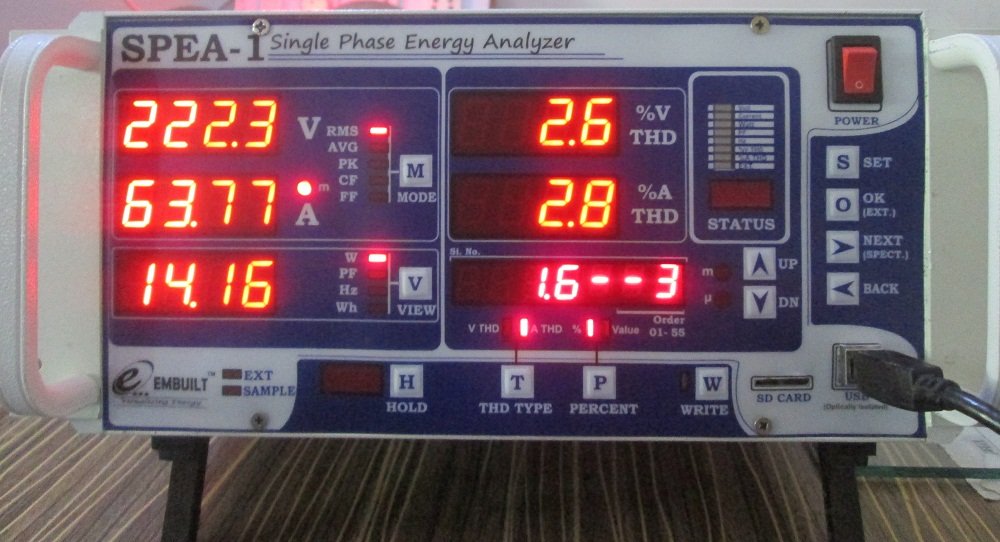 SPEA-1 Single Phase Energy Analyzer
222.3 V
RMS
AVG
PK
CF
FF
M
MODE
63.77 m
A
14.16
W
PF
Hz
Wh
V
VIEW
2.6 %V
THD
2.8 %A
THD
Sl. No.
1.6--3
m
µ
V THD
A THD
%
Value
Order
01- 55
STATUS
UP
DN
POWER
S SET
O OK
(EXT.)
NEXT
(SPECT.)
BACK
EMBUILT™
EXT
SAMPLE
H
HOLD
T
THD TYPE
P
PERCENT
W
WRITE
SD CARD
USB
(Optically isolated)